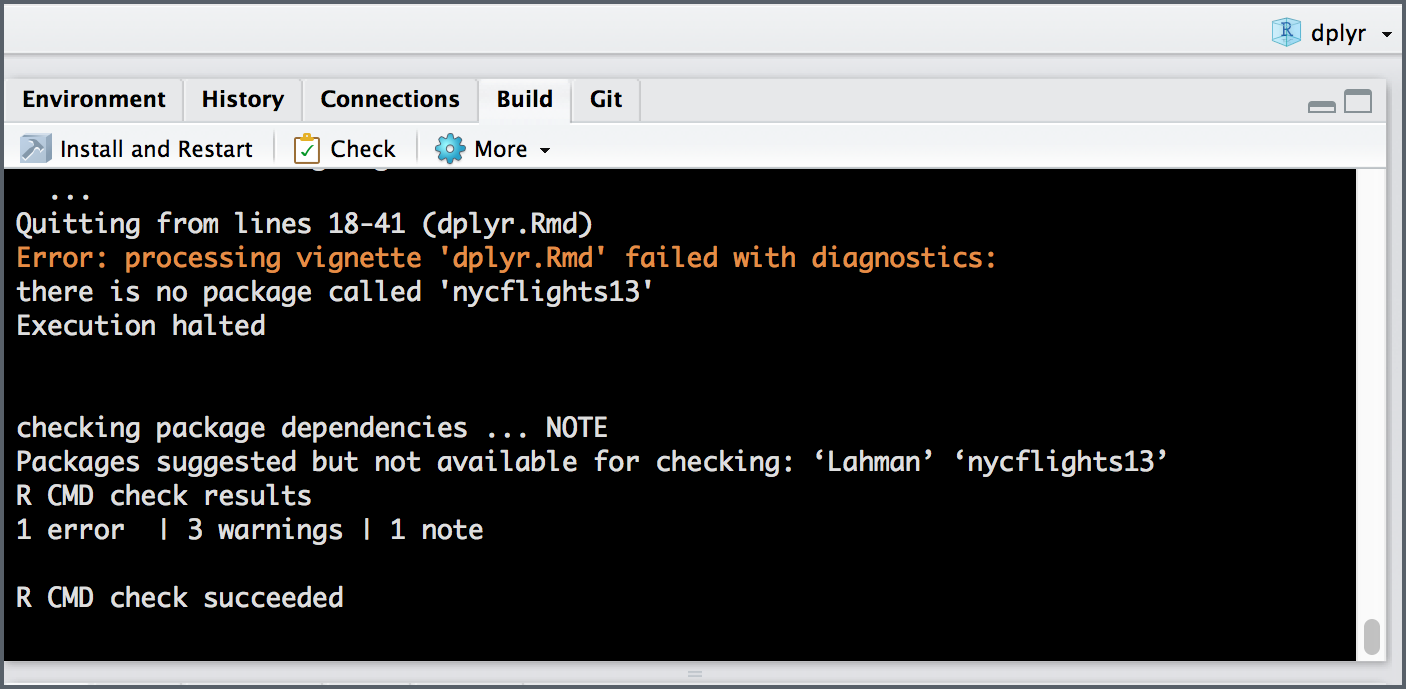 dplyr
Environment History Connections Build Git
Install and Restart Check More
...
Quitting from lines 18-41 (dplyr.Rmd)
Error: processing vignette 'dplyr.Rmd' failed with diagnostics:
there is no package called 'nycflights13'
Execution halted
checking package dependencies ... NOTE
Packages suggested but not available for checking: ‘Lahman’ ‘nycflights13’
R CMD check results
1 error  | 3 warnings | 1 note
R CMD check succeeded